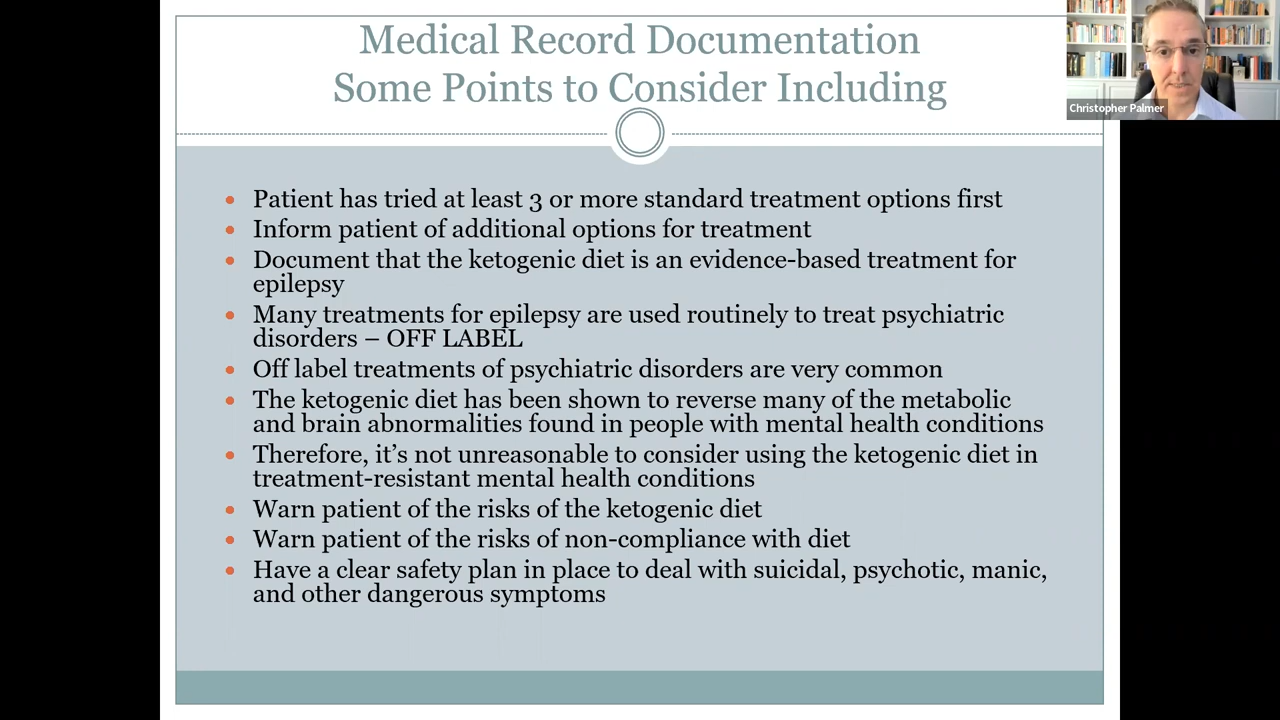 Medical Record Documentation
Some Points to Consider Including
Christopher Palmer
• Patient has tried at least 3 or more standard treatment options first
• Inform patient of additional options for treatment
• Document that the ketogenic diet is an evidence-based treatment for
epilepsy
• Many treatments for epilepsy are used routinely to treat psychiatric
disorders – OFF LABEL
• Off label treatments of psychiatric disorders are very common
• The ketogenic diet has been shown to reverse many of the metabolic
and brain abnormalities found in people with mental health conditions
• Therefore, it's not unreasonable to consider using the ketogenic diet in
treatment-resistant mental health conditions
• Warn patient of the risks of the ketogenic diet
• Warn patient of the risks of non-compliance with diet
• Have a clear safety plan in place to deal with suicidal, psychotic, manic,
and other dangerous symptoms